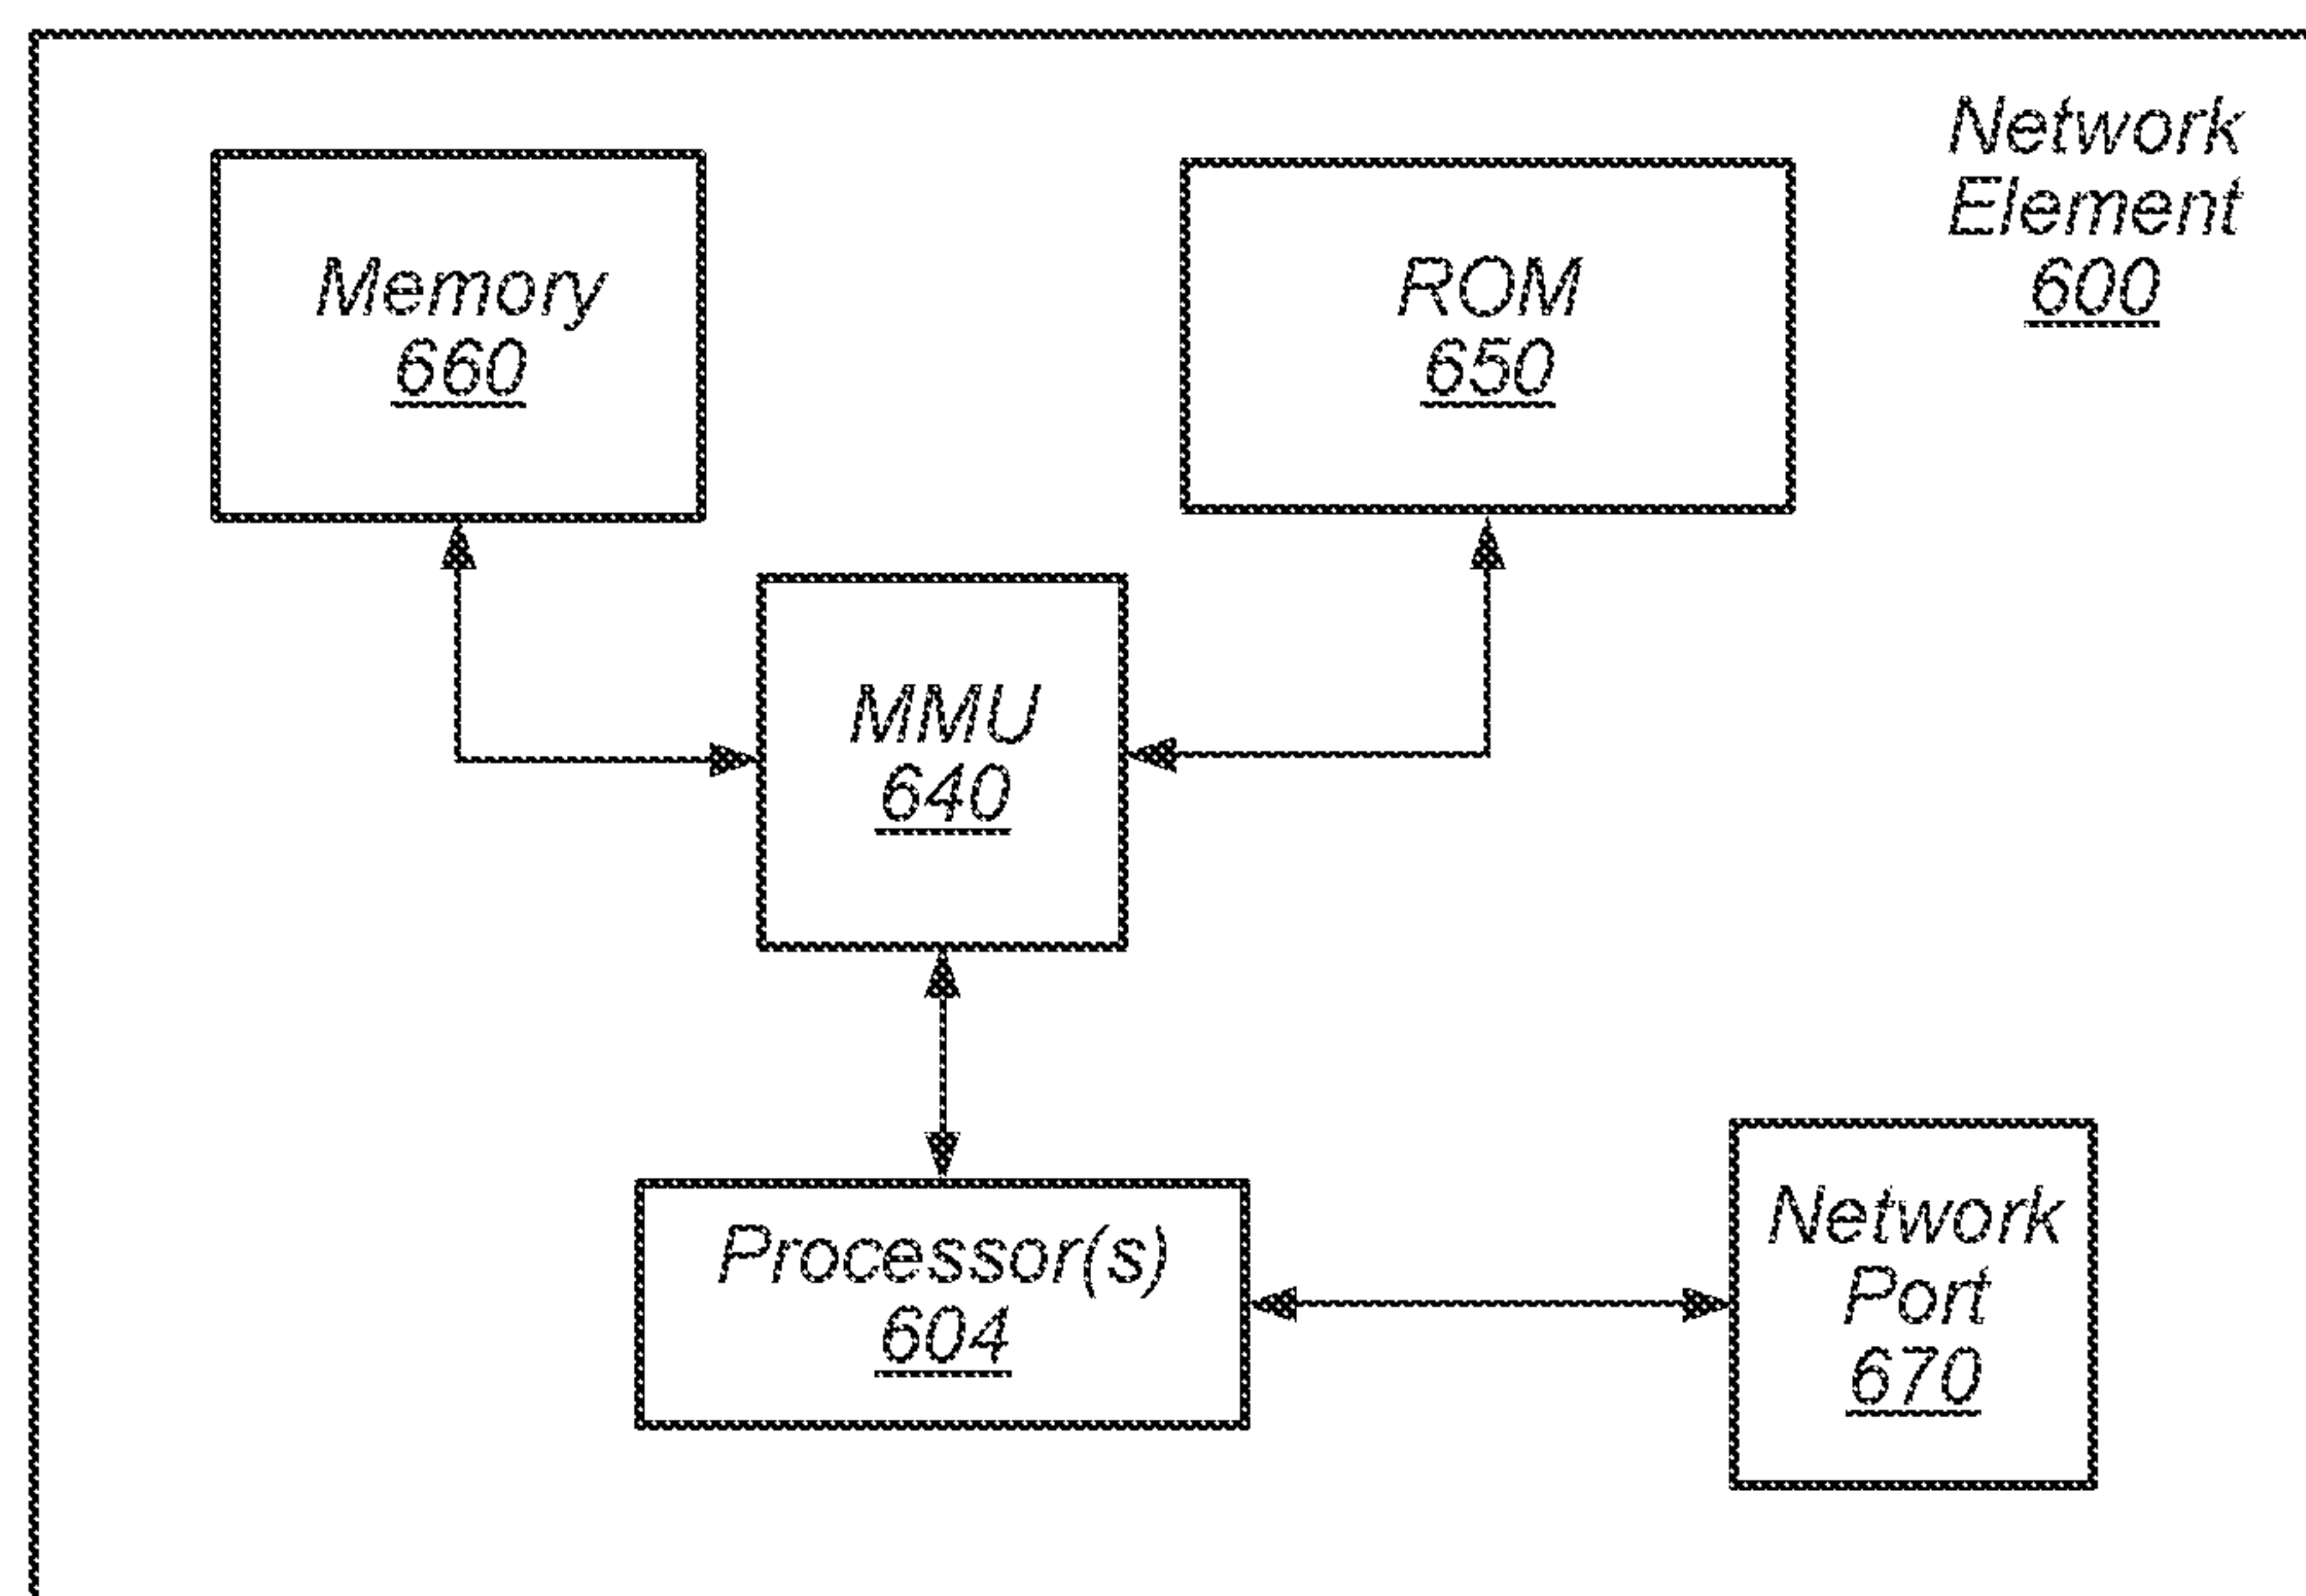 Network
Element
600
Memory
660
ROM
650
MMU
640
Processor(s)
604
Network
Port
670